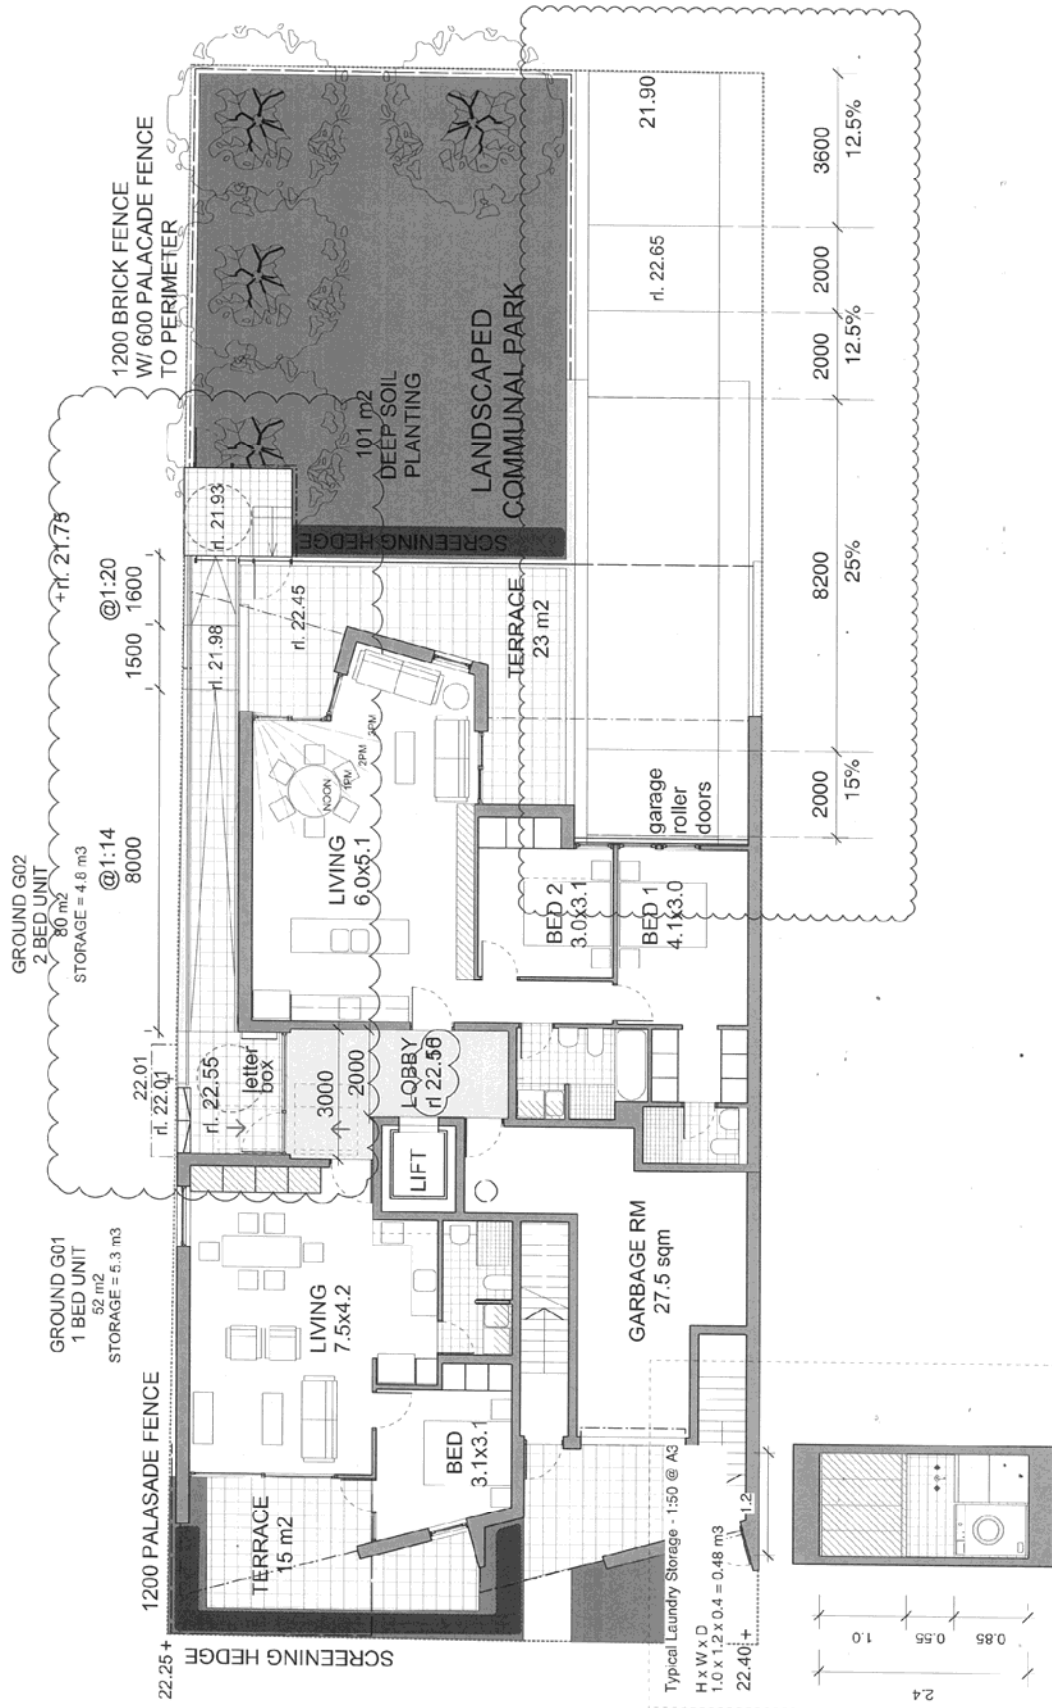 1200 BRICK FENCE
W/ 600 PALACADE FENCE
TO PERIMETER
21.90
3600
12.5%
rl. 22.65
2000
2000
12.5%
LANDSCAPED
COMMUNAL PARK
101 m2
DEEP SOIL
PLANTING
SCREENING HEDGE
+rl. 21.75
rl. 21.93
@1:20
1500 1600
rl. 21.98
rl. 22.45
TERRACE
23 m2
8200
25%
2000
15%
garage
roller
doors
GROUND G02
2 BED UNIT
80 m2
STORAGE = 4.8 m3
@1:14
8000
NOON
1PM
2PM
3PM
LIVING
6.0x5.1
BED 2
3.0x3.1
BED 1
4.1x3.0
22.01
rl. 22.01
+
rl. 22.55
letter
box
3000
2000
LOBBY
rl 22.56
LIFT
GROUND G01
1 BED UNIT
52 m2
STORAGE = 5.3 m3
LIVING
7.5x4.2
GARBAGE RM
27.5 sqm
1200 PALASADE FENCE
BED
3.1x3.1
TERRACE
15 m2
22.25 +
SCREENING HEDGE
Typical Laundry Storage - 1:50 @ A3
H x W x D
1.0 x 1.2 x 0.4 = 0.48 m3
22.40 +
1.2
1.0
0.55
0.85
2.4